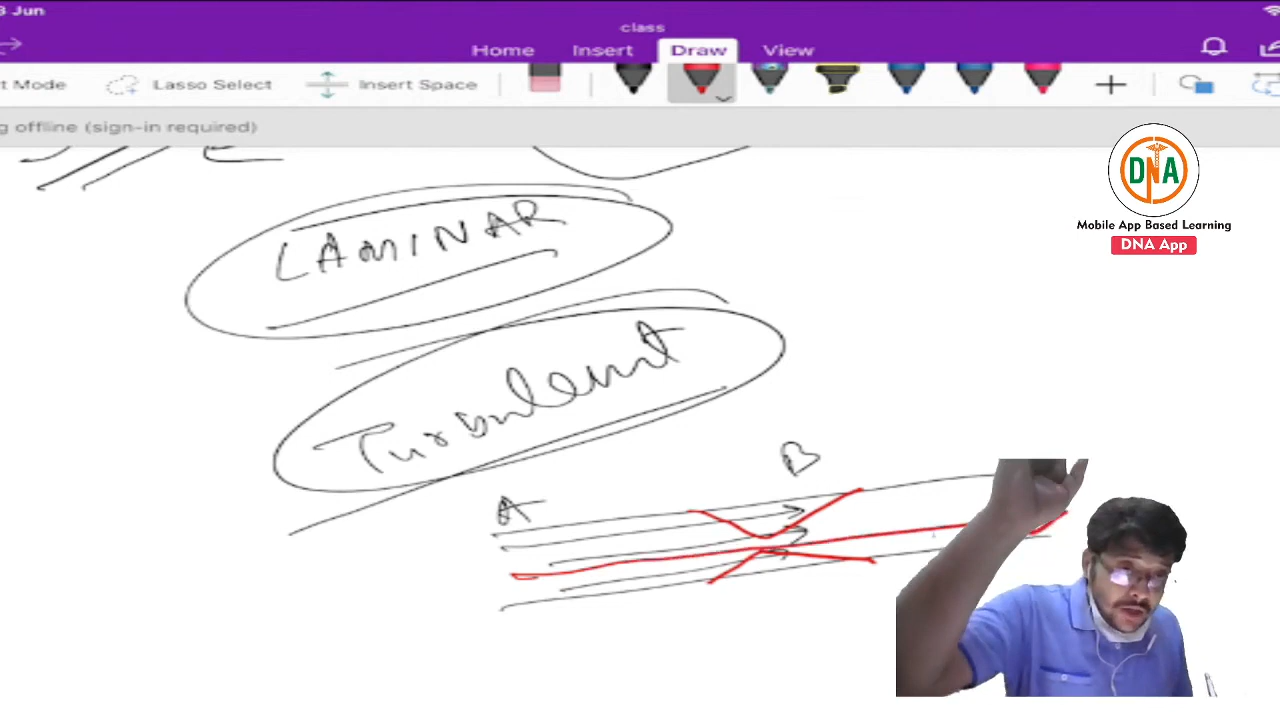 3 Jun
class
Home Insert Draw View
t Mode Lasso Select Insert Space
g offline (sign-in required)
DNA
Mobile App Based Learning
DNA App
LAMINAR
Turbulent
B
A